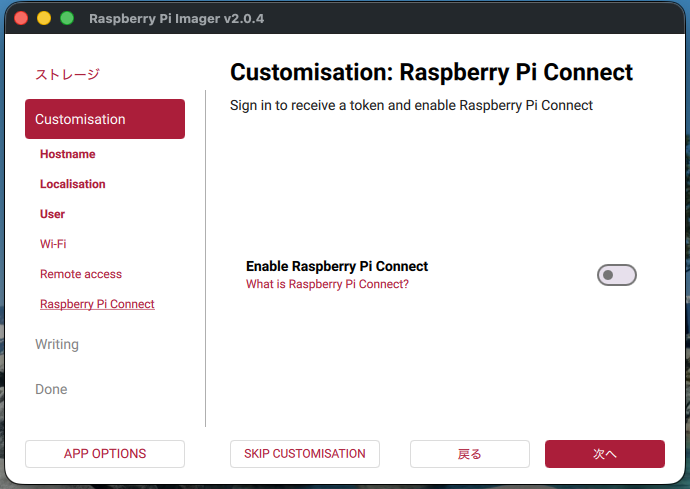 Raspberry Pi Imager v2.0.4
ストレージ
Customisation
Hostname
Localisation
User
Wi-Fi
Remote access
Raspberry Pi Connect
Writing
Done
APP OPTIONS
Customisation: Raspberry Pi Connect
Sign in to receive a token and enable Raspberry Pi Connect
Enable Raspberry Pi Connect
What is Raspberry Pi Connect?
SKIP CUSTOMISATION
戻る
次へ